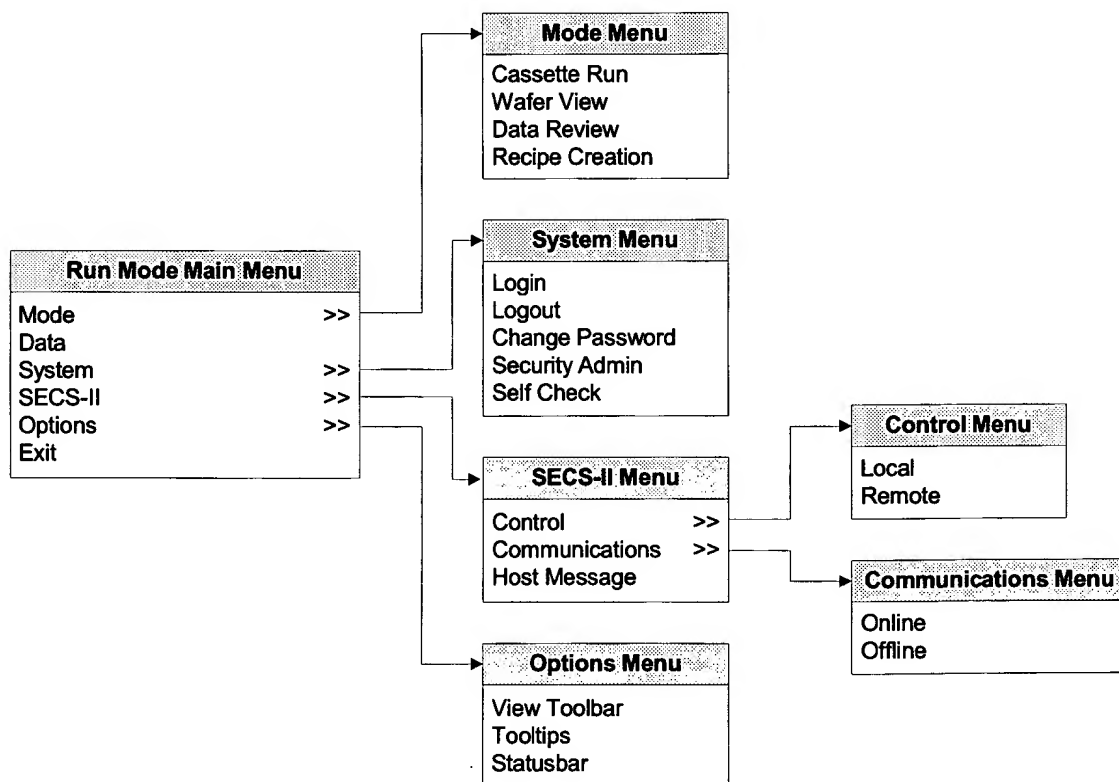 Mode Menu
Cassette Run
Wafer View
Data Review
Recipe Creation
System Menu
Login
Logout
Change Password
Security Admin
Self Check
Run Mode Main Menu
Mode >>
Data
System >>
SECS-II >>
Options >>
Exit
SECS-II Menu
Control >>
Communications >>
Host Message
Control Menu
Local
Remote
Communications Menu
Online
Offline
Options Menu
View Toolbar
Tooltips
Statusbar